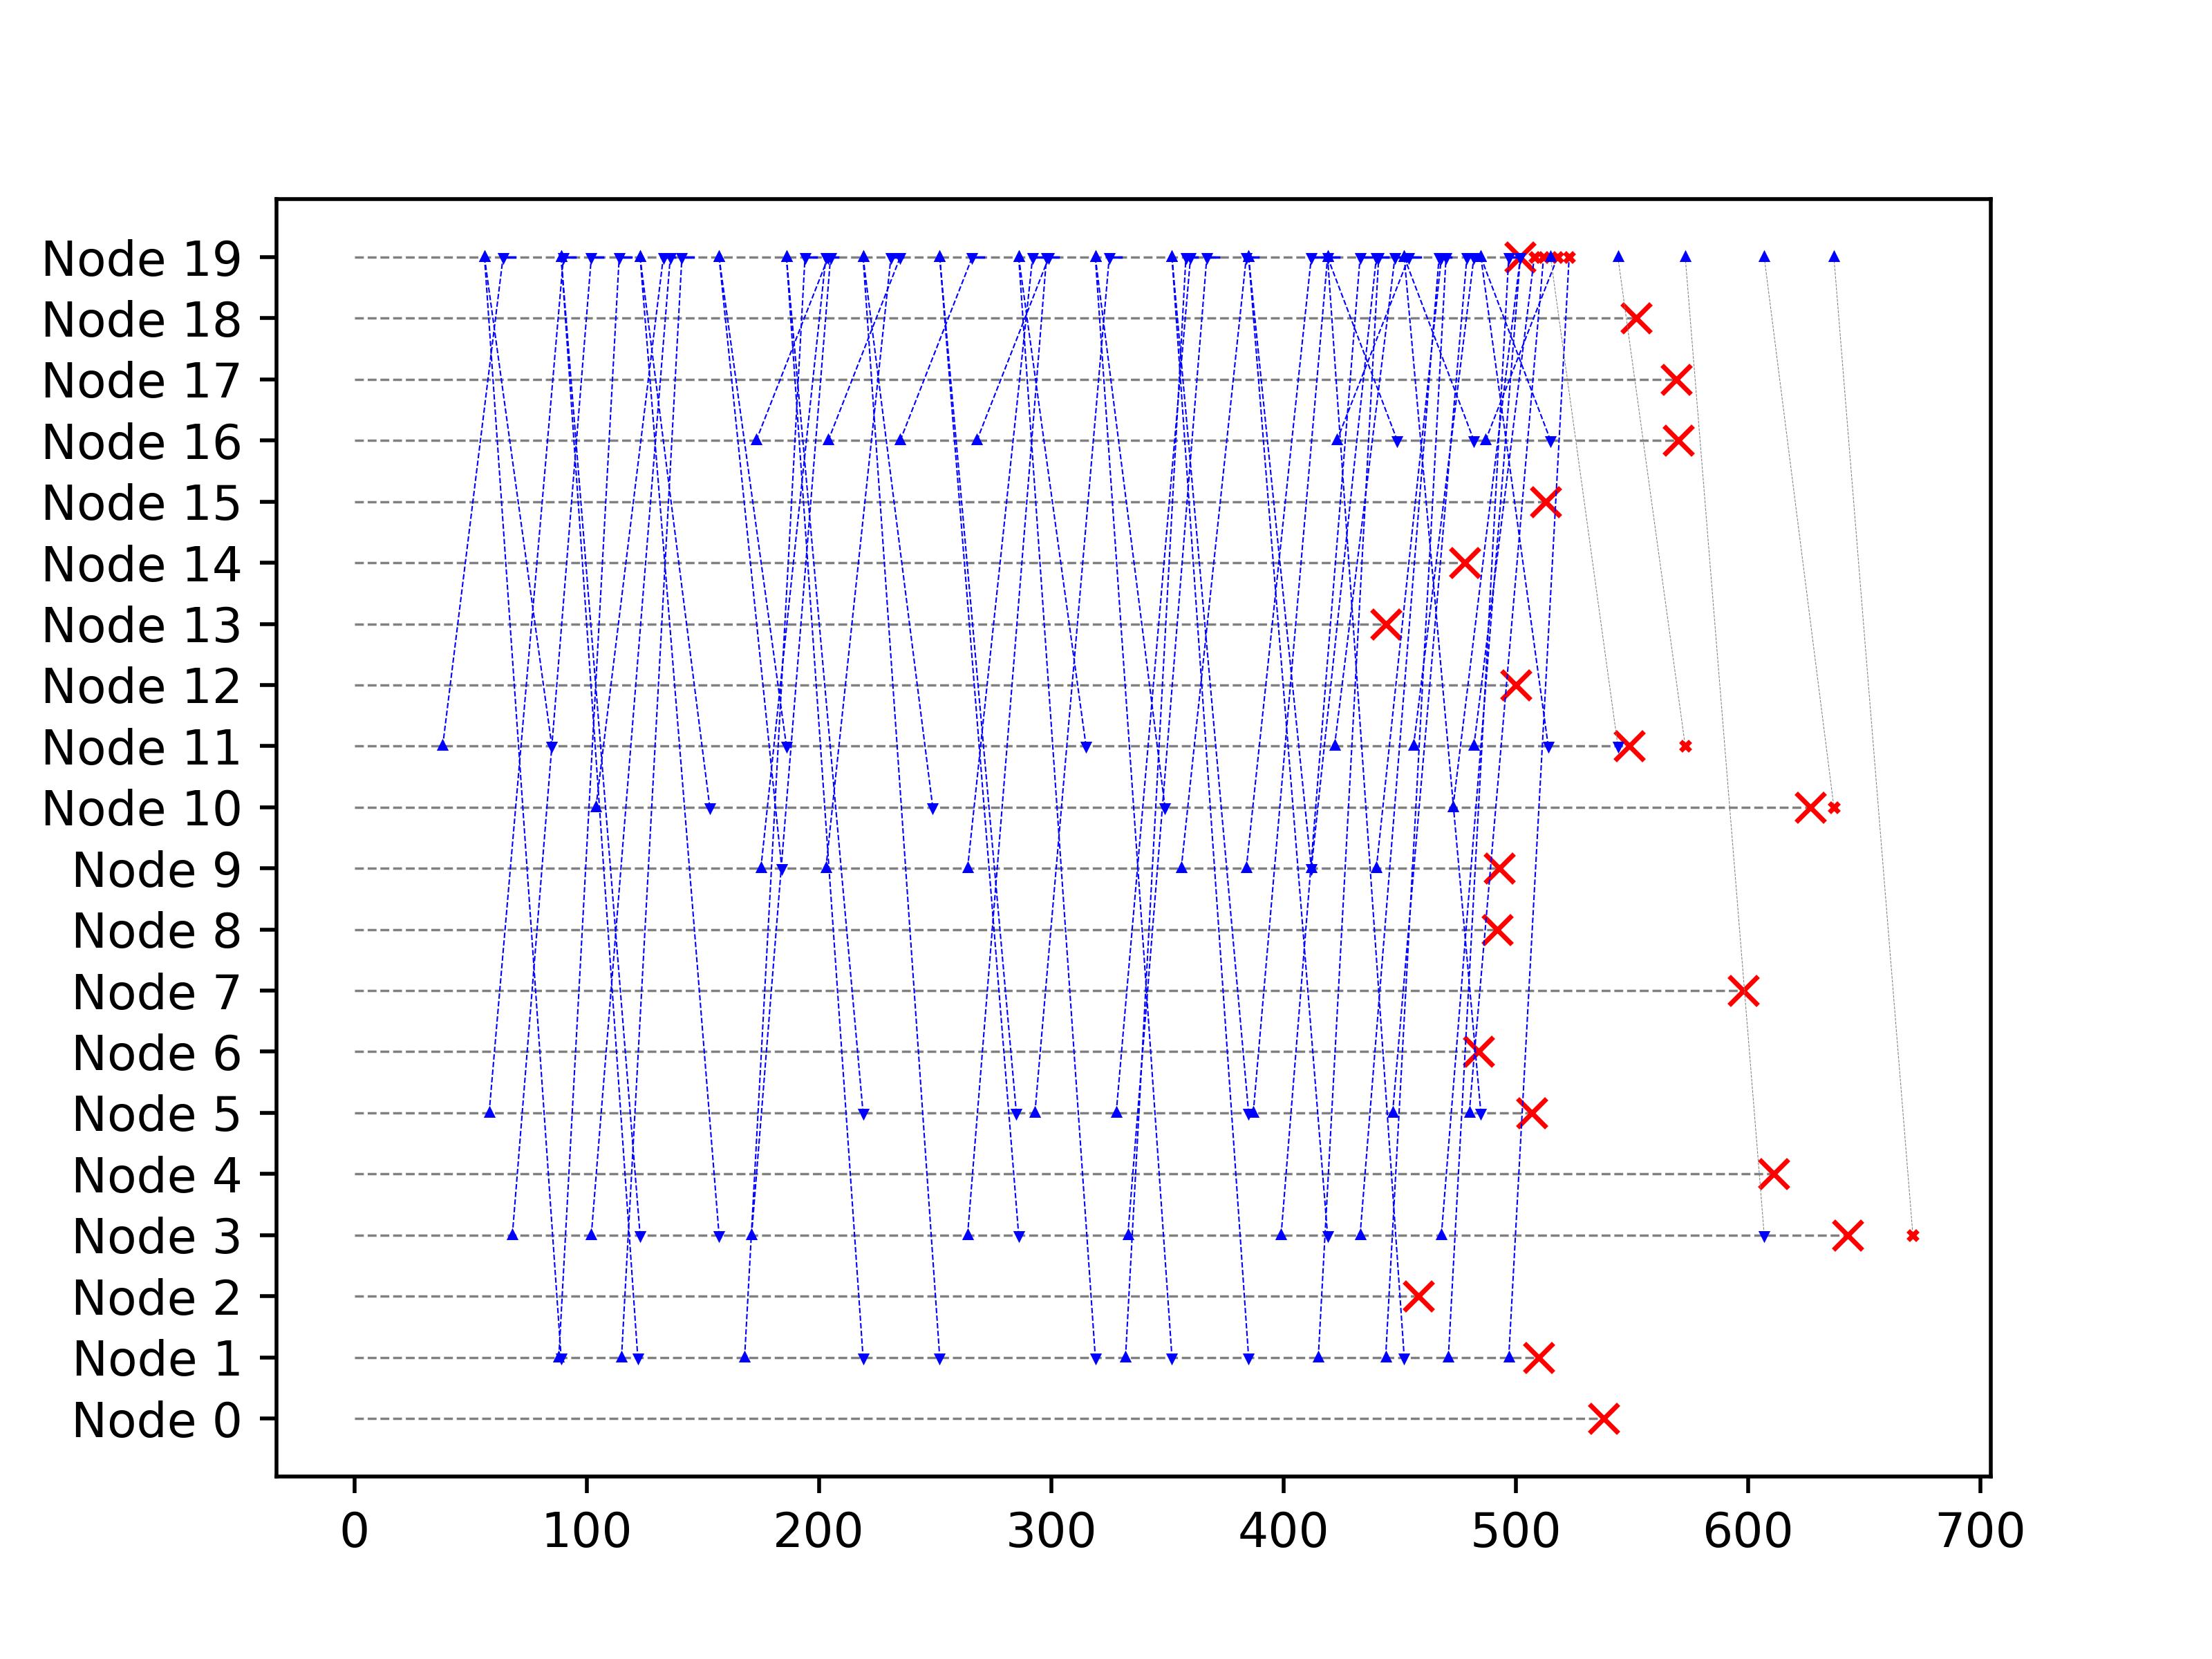 Node 19
Node 18
Node 17
Node 16
Node 15
Node 14
Node 13
Node 12
Node 11
Node 10
Node 9
Node 8
Node 7
Node 6
Node 5
Node 4
Node 3
Node 2
Node 1
Node 0
0 100 200 300 400 500 600 700